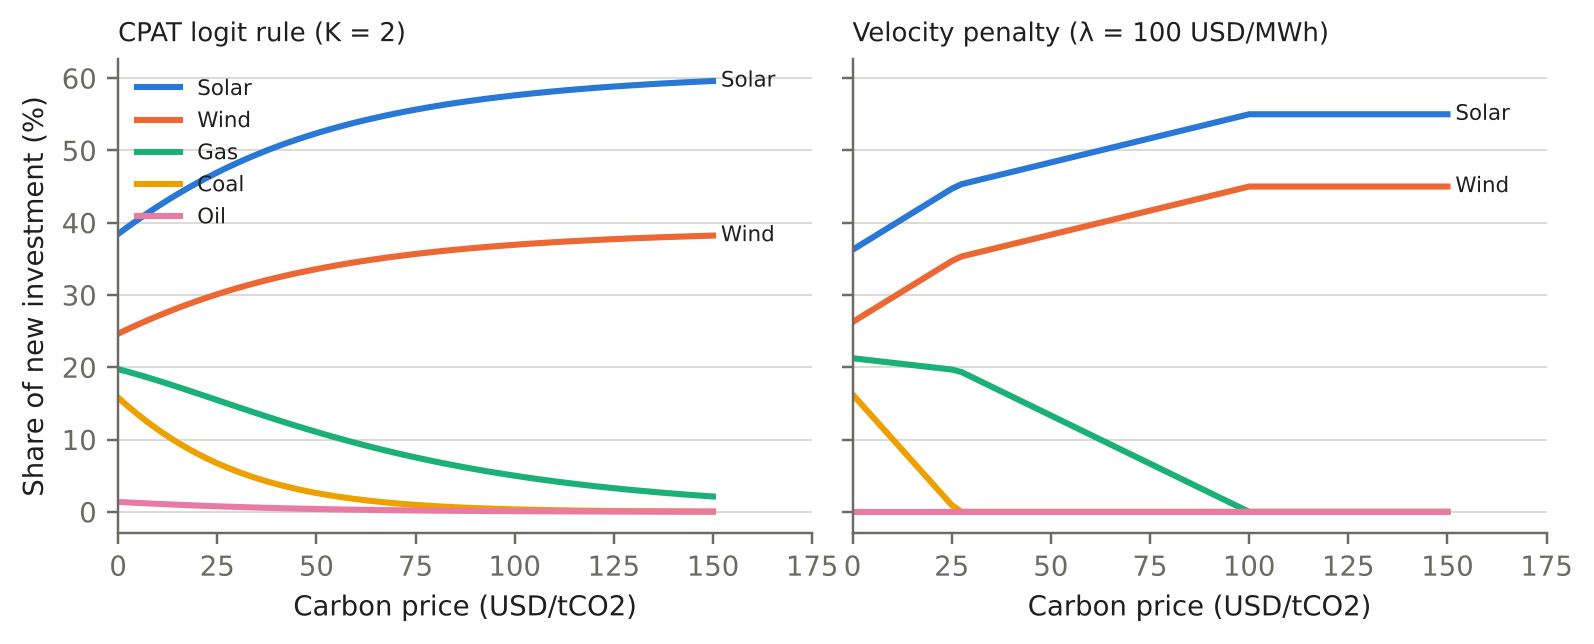 CPAT logit rule (K = 2)
Velocity penalty (λ = 100 USD/MWh)
Share of new investment (%)
60
50
40
30
20
10
0
Solar
Wind
Gas
Coal
Oil
Solar
Wind
Solar
Wind
0 25 50 75 100 125 150 175
0 25 50 75 100 125 150 175
Carbon price (USD/tCO2)
Carbon price (USD/tCO2)